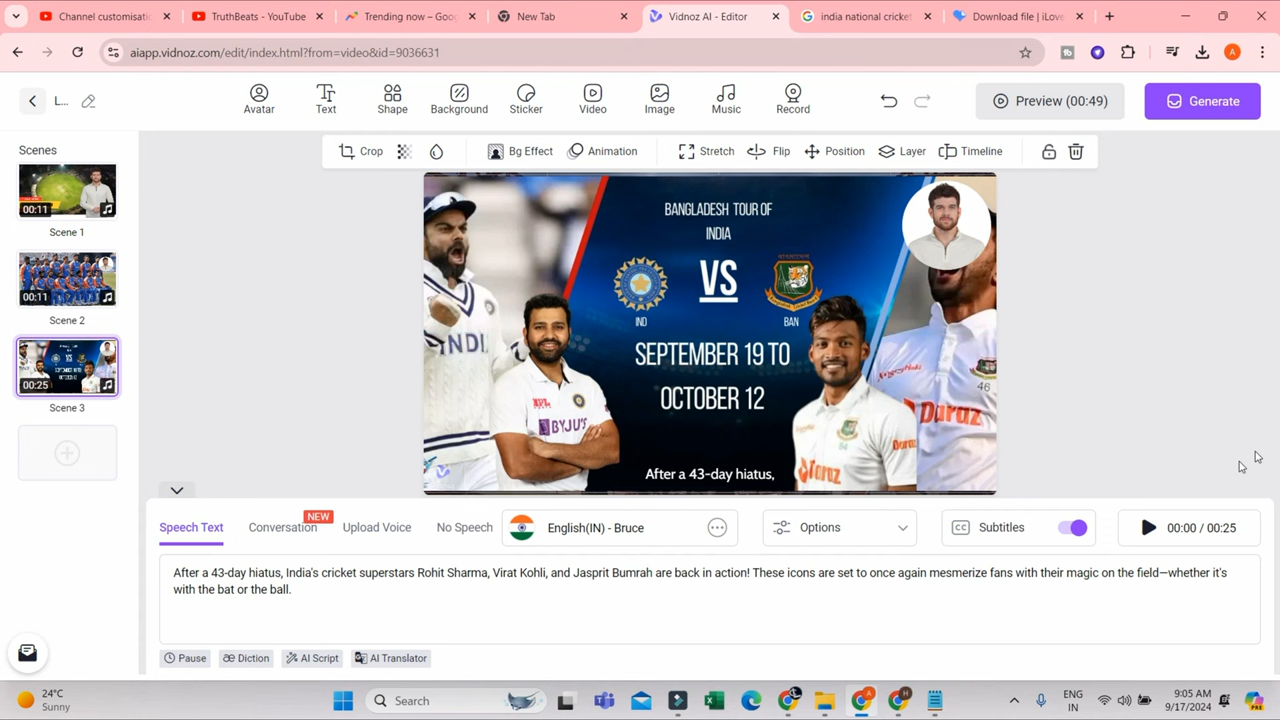 Channel customisati
TruthBeats - YouTube
Trending now – Goo
New Tab
Vidnoz AI - Editor
india national cricket
Download file | iLove
aiapp.vidnoz.com/edit/index.html?from=video&id=9036631
A
L...
Avatar
Text
Shape
Background
Sticker
Video
Image
Music
Record
Preview (00:49)
Generate
Crop
Bg Effect
Animation
Stretch
Flip
Position
Layer
Timeline
Scenes
00:11
Scene 1
00:11
Scene 2
00:25
Scene 3
BANGLADESH TOUR OF
INDIA
VS
IND
BAN
SEPTEMBER 19 TO
OCTOBER 12
INDIA
BYJU'S
Daraz
46
Daraz
After a 43-day hiatus,
Speech Text
Conversation
NEW
Upload Voice
No Speech
English(IN) - Bruce
Options
CC
Subtitles
00:00 / 00:25
After a 43-day hiatus, India's cricket superstars Rohit Sharma, Virat Kohli, and Jasprit Bumrah are back in action! These icons are set to once again mesmerize fans with their magic on the field—whether it's
with the bat or the ball.
Pause
Diction
AI Script
AI Translator
24°C
Sunny
Search
ENG
IN
9:05 AM
9/17/2024